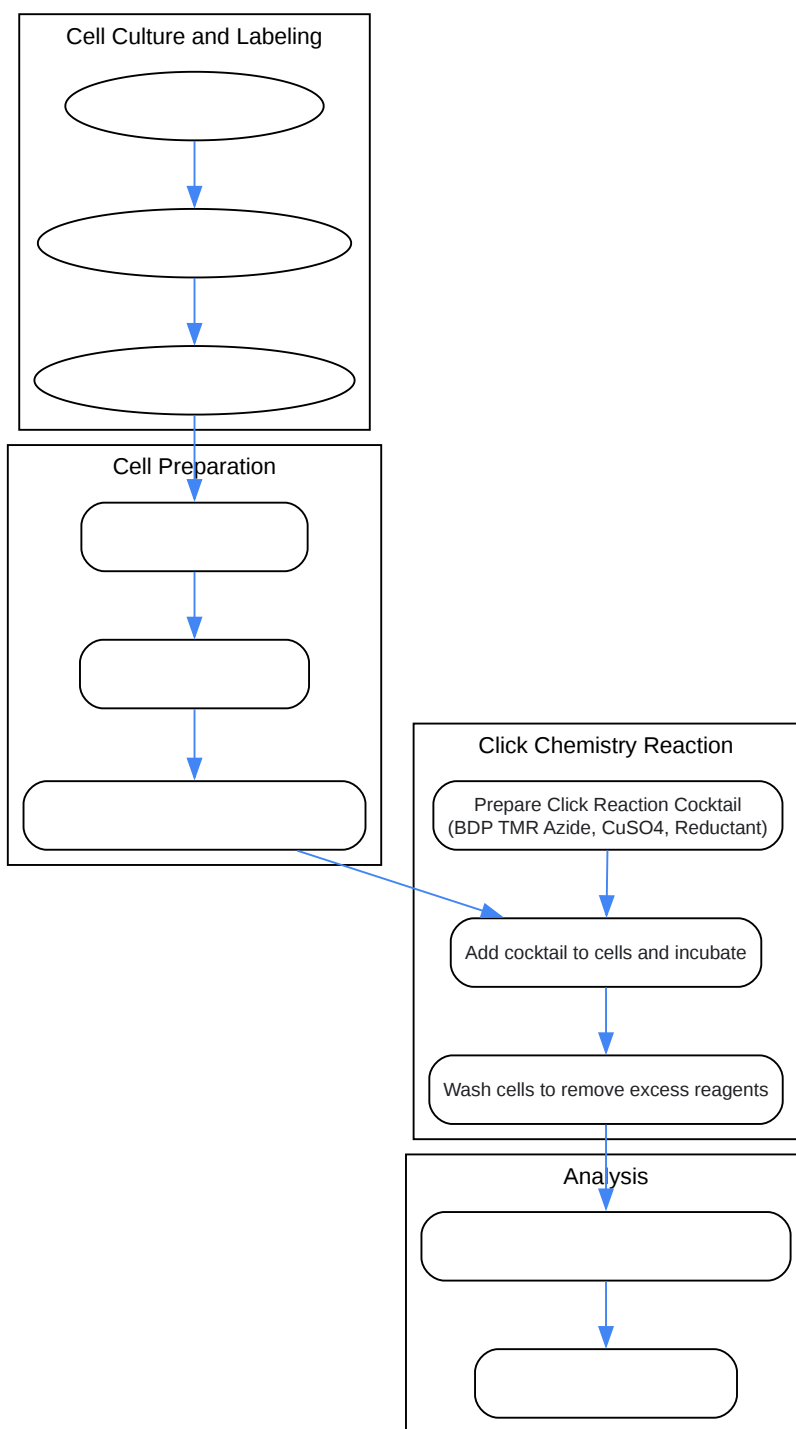 Cell Culture and Labeling
Cell Preparation
Click Chemistry Reaction
Prepare Click Reaction Cocktail
(BDP TMR Azide, CuSO4, Reductant)
Add cocktail to cells and incubate
Wash cells to remove excess reagents
Analysis